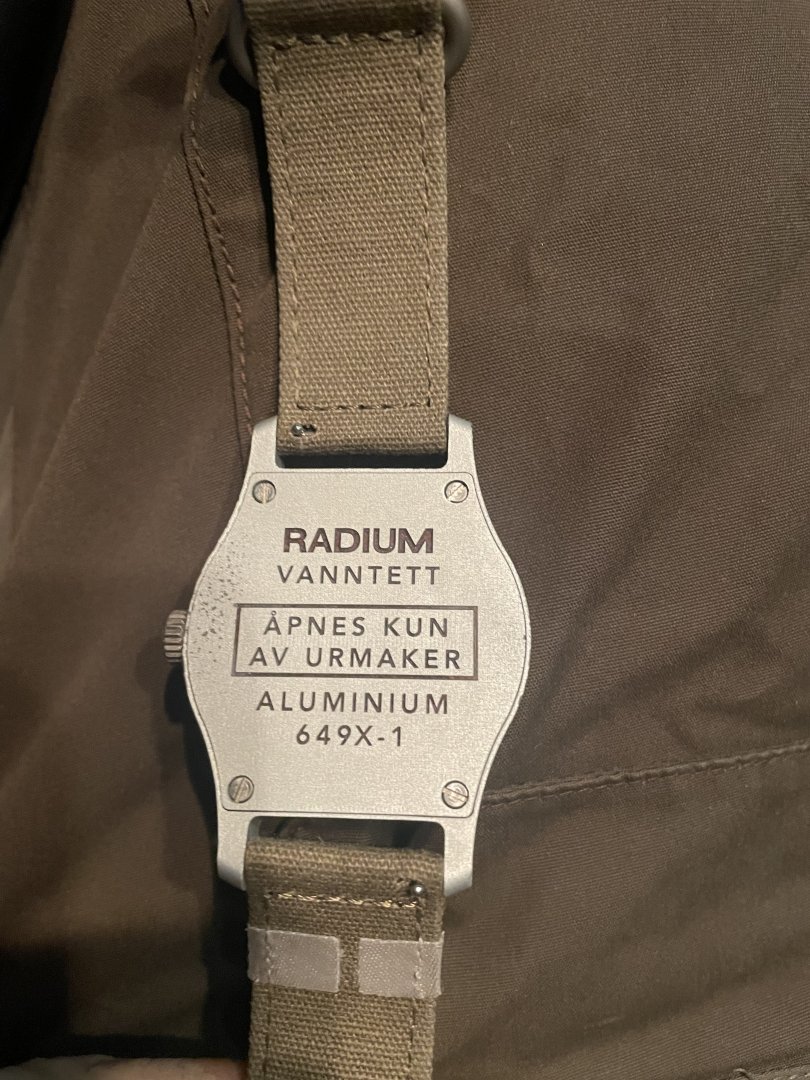 RADIUM
VANNTETT
ÅPNES KUN
AV URMAKER
ALUMINIUM
649X-1